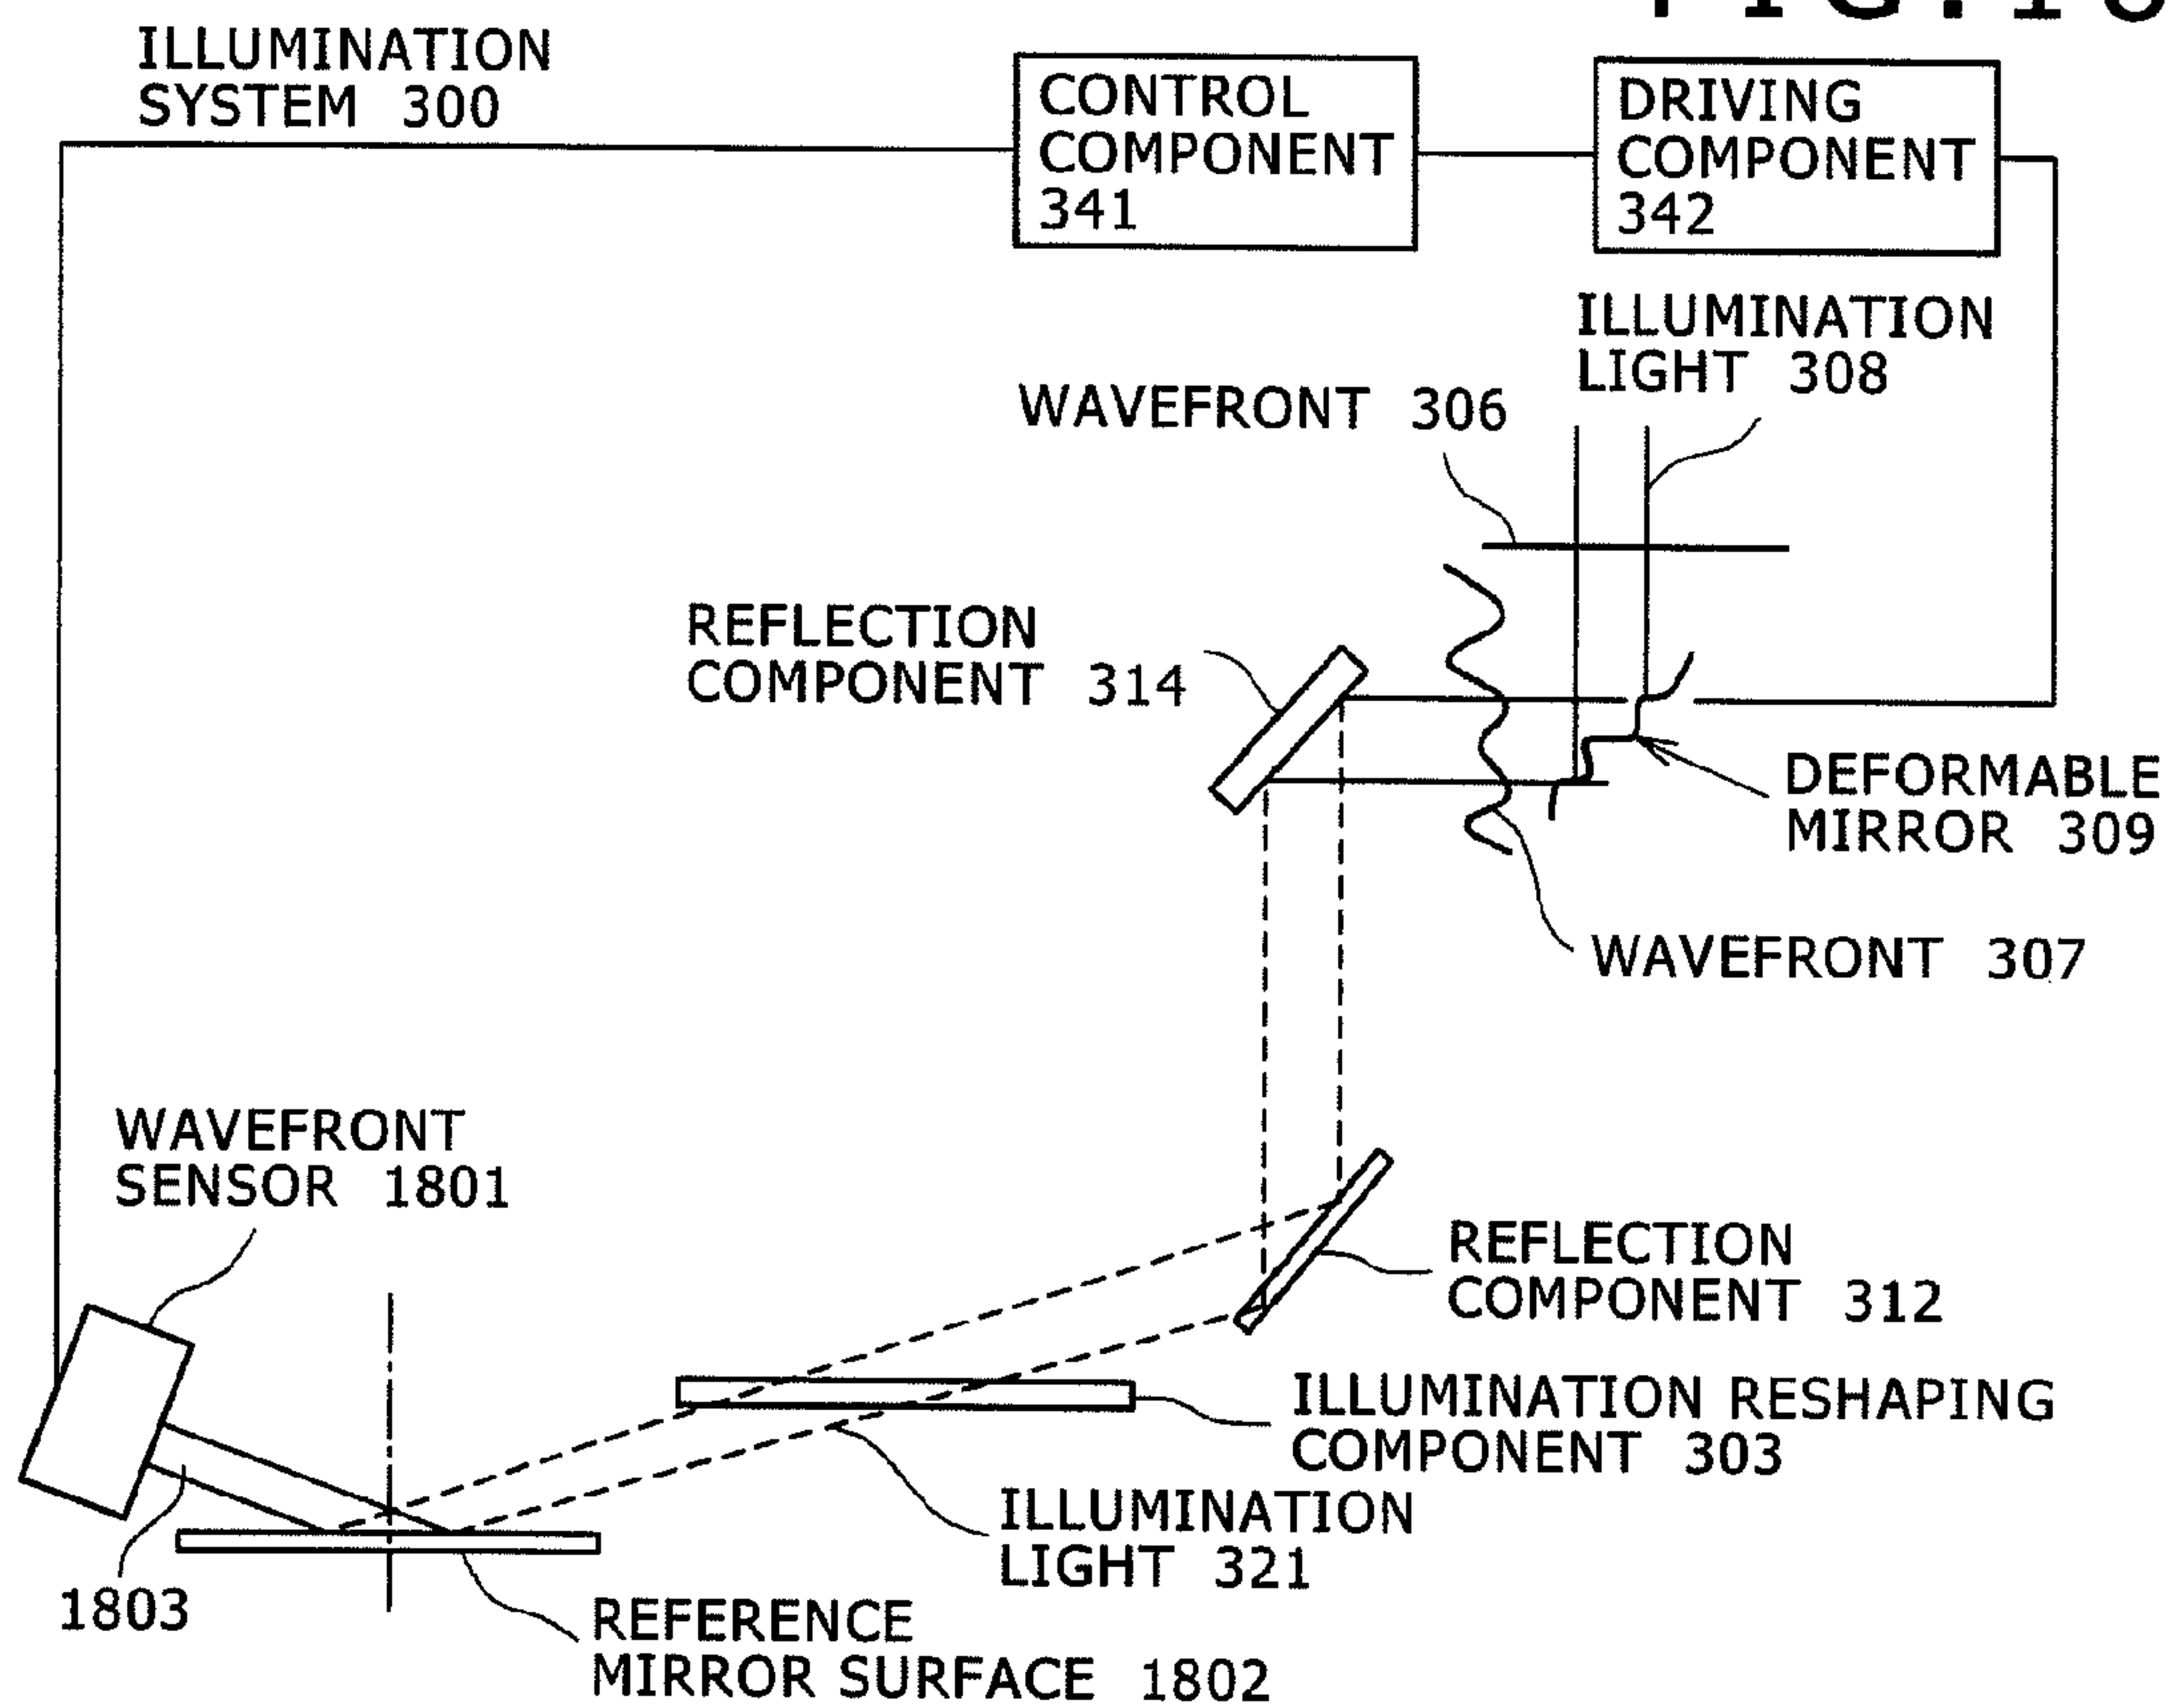 ILLUMINATION
SYSTEM 300
CONTROL
COMPONENT
341
DRIVING
COMPONENT
342
ILLUMINATION
LIGHT 308
WAVEFRONT 306
REFLECTION
COMPONENT 314
DEFORMABLE
MIRROR 309
WAVEFRONT 307
WAVEFRONT
SENSOR 1801
REFLECTION
COMPONENT 312
ILLUMINATION RESHAPING
COMPONENT 303
ILLUMINATION
LIGHT 321
1803
REFERENCE
MIRROR SURFACE 1802